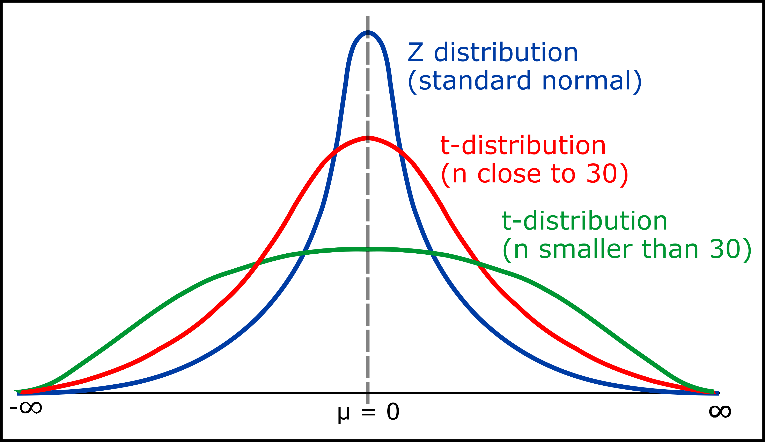 Z distribution
(standard normal)
t-distribution
(n close to 30)
t-distribution
(n smaller than 30)
-∞
μ = 0
∞